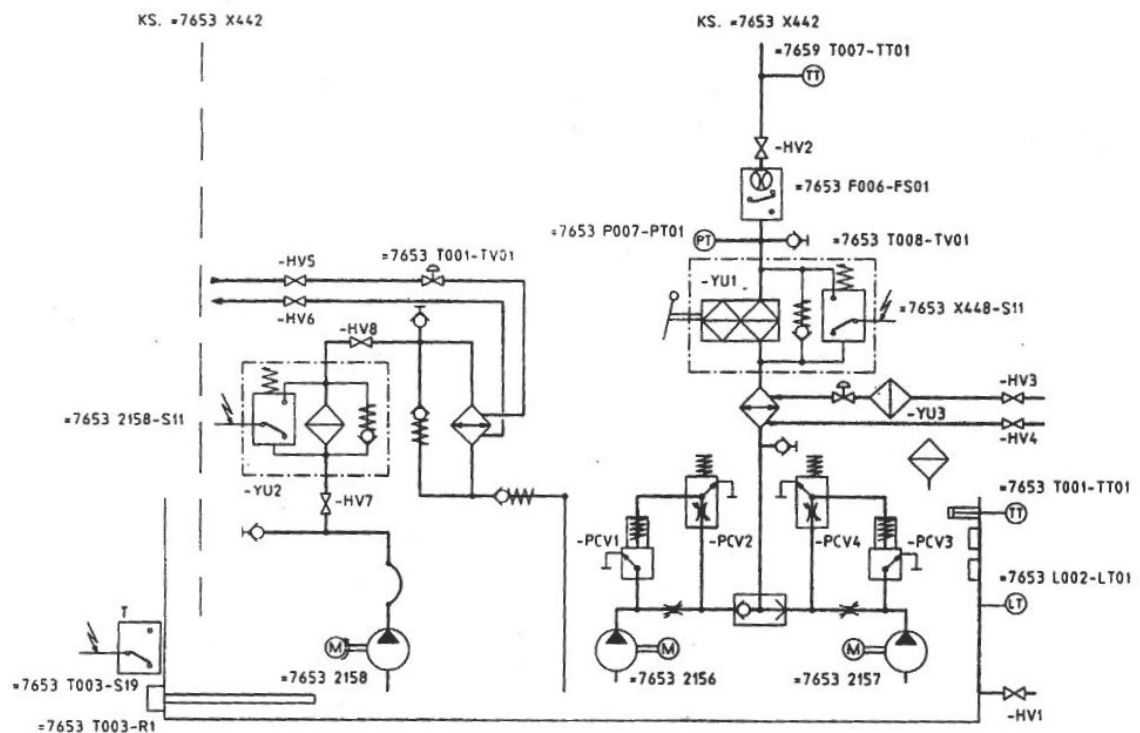 KS. =7653 X442
KS. =7653 X442
=7659 T007-TT01
TT
-HV2
=7653 F006-FS01
=7653 P007-PT01
PT
=7653 T008-TV01
-HV5
=7653 T001-TV01
-YU1
-HV6
=7653 X448-S11
-HV8
-HV3
-YU3
=7653 2158-S11
-HV4
-YU2
-HV7
=7653 T001-TT01
TT
-PCV1
-PCV2
-PCV4
-PCV3
=7653 L002-LT01
LT
T
M
M
M
=7653 T003-S19
=7653 2158
=7653 2156
=7653 2157
-HV1
=7653 T003-R1